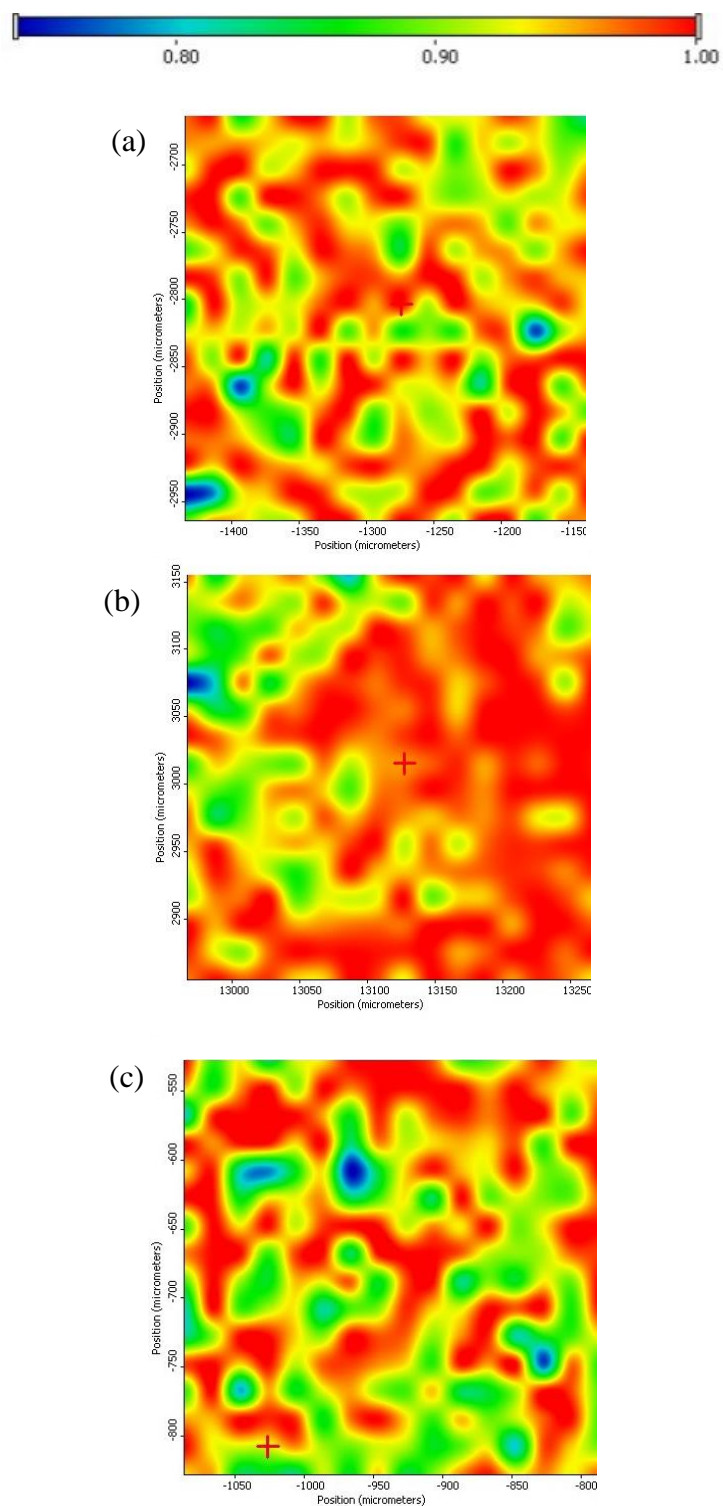 0.80 0.90 1.00
(a)
-2700
-2750
-2800
-2850
-2900
-2950
Position (micrometers)
-1400 -1350 -1300 -1250 -1200 -1150
Position (micrometers)
(b)
3150
3100
3050
3000
2950
2900
Position (micrometers)
13000 13050 13100 13150 13200 13250
Position (micrometers)
(c)
-550
-600
-650
-700
-750
-800
Position (micrometers)
-1050 -1000 -950 -900 -850 -800
Position (micrometers)